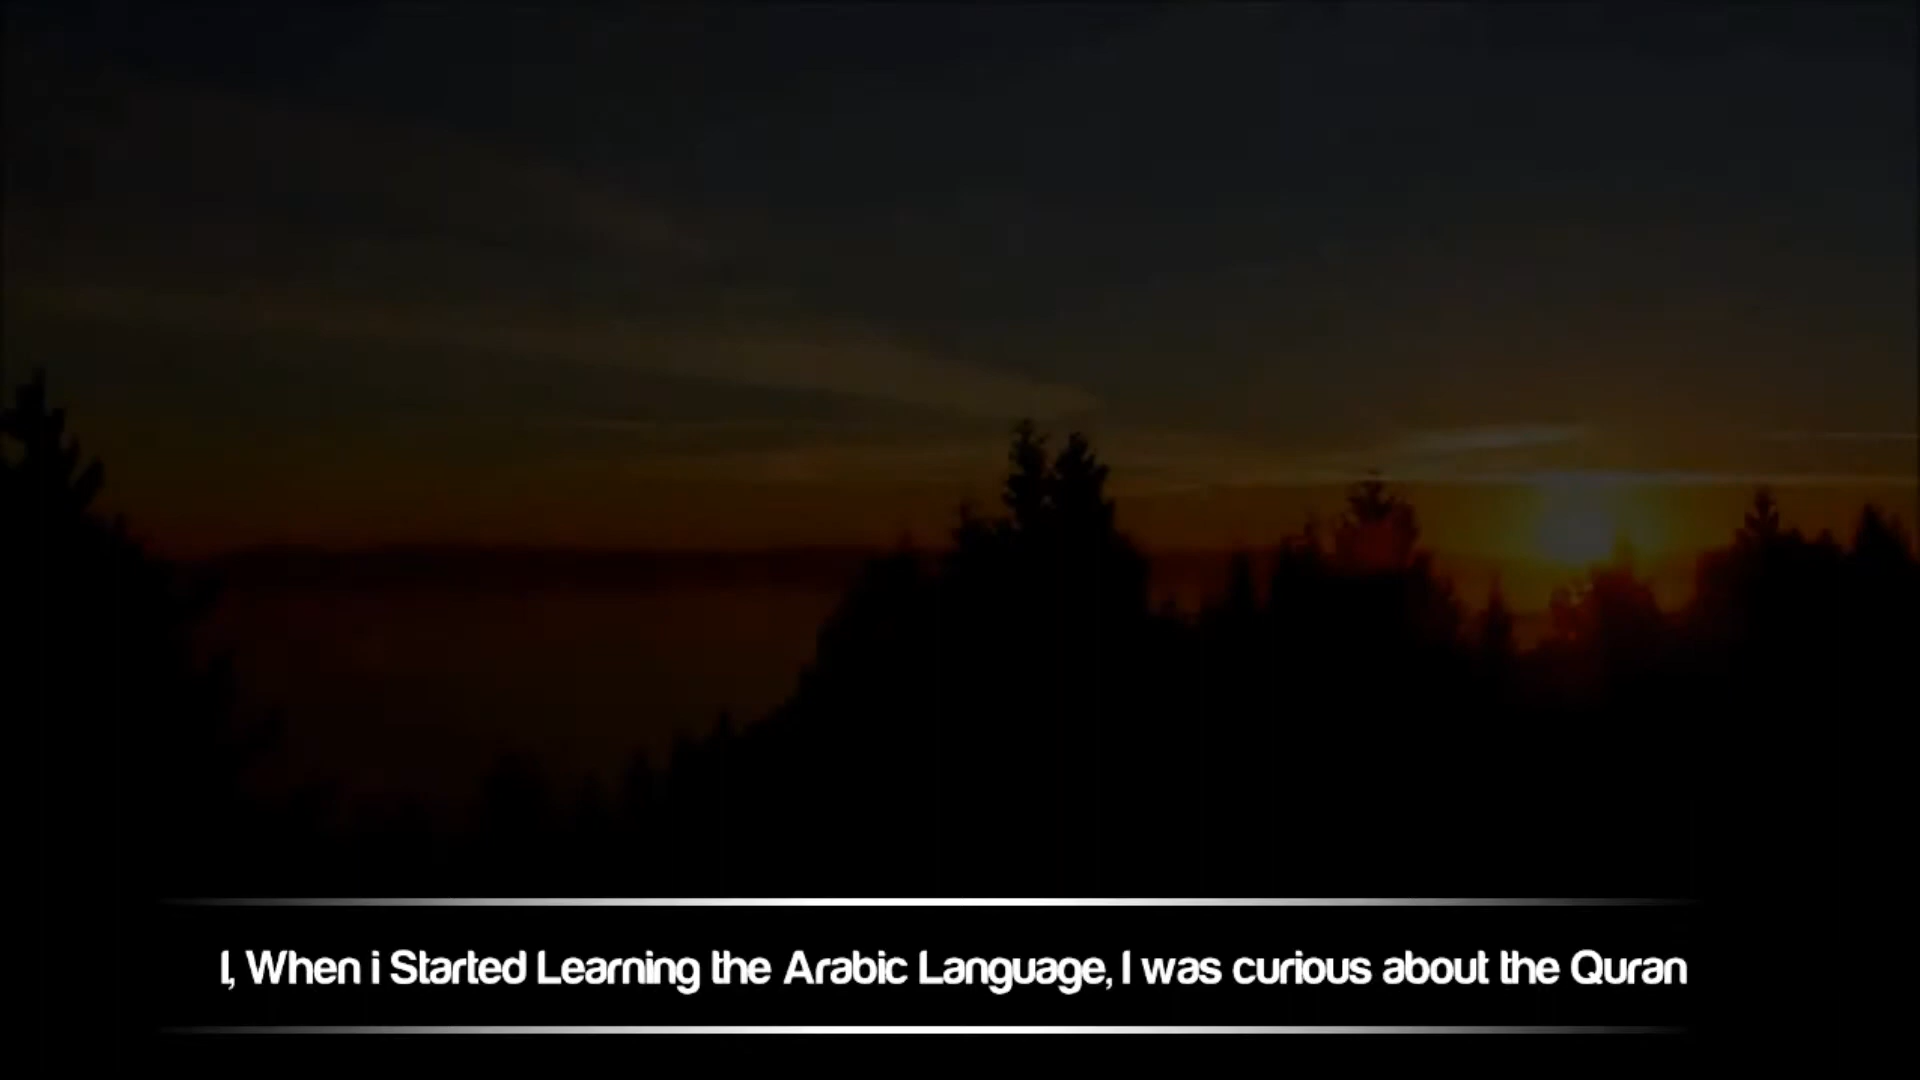 I, When i Started Learning the Arabic Language, I was curious about the Quran